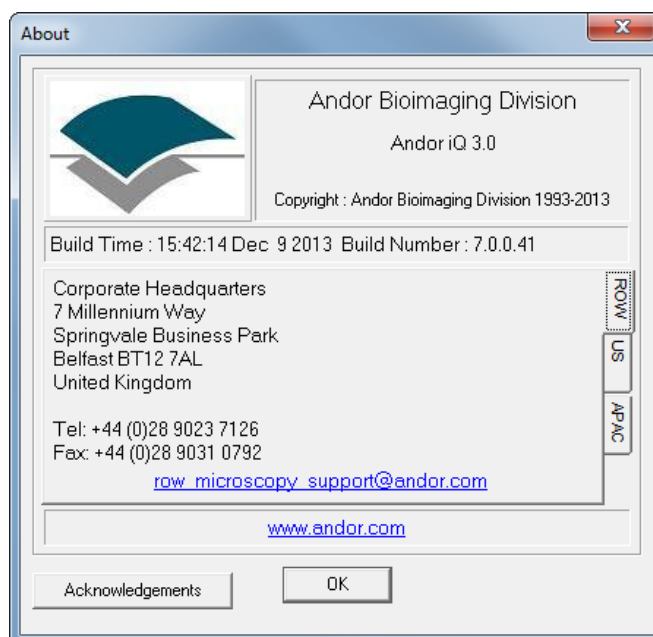 About
Andor Bioimaging Division
Andor iQ 3.0
Copyright : Andor Bioimaging Division 1993-2013
Build Time : 15:42:14 Dec 9 2013 Build Number : 7.0.0.41
Corporate Headquarters
7 Millennium Way
Springvale Business Park
Belfast BT12 7AL
United Kingdom
Tel: +44 (0)28 9023 7126
Fax: +44 (0)28 9031 0792
row_microscopy_support@andor.com
ROW
US
APAC
www.andor.com
Acknowledgements
OK